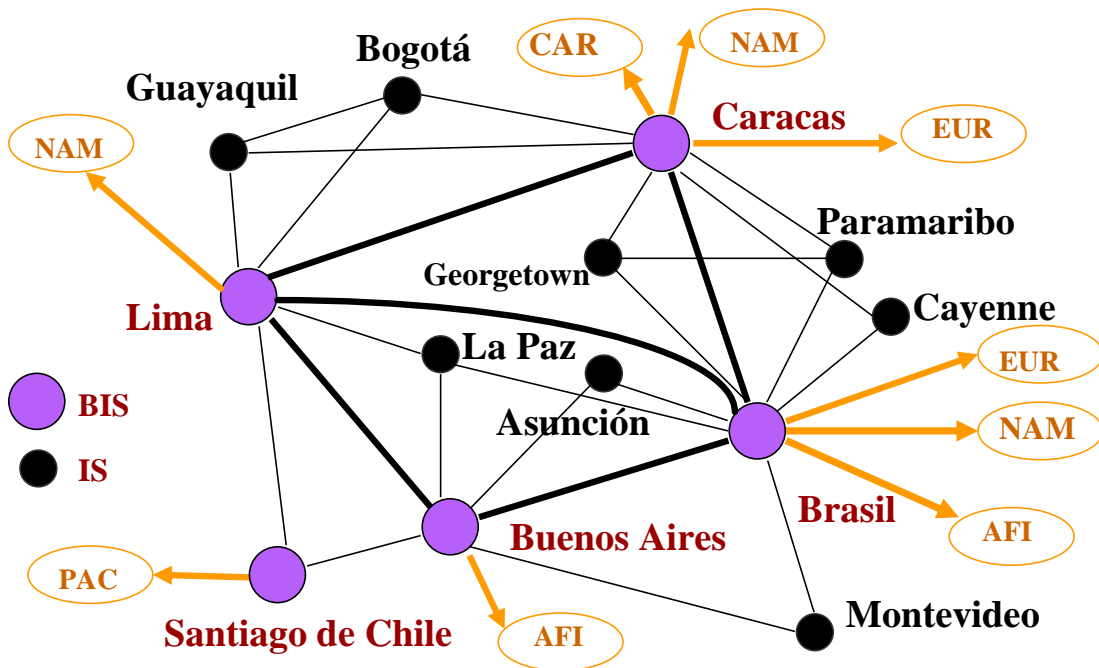 Bogotá
CAR
NAM
Guayaquil
Caracas
EUR
NAM
Paramaribo
Georgetown
Lima
Cayenne
La Paz
EUR
BIS
Asunción
NAM
IS
Brasil
Buenos Aires
AFI
PAC
Santiago de Chile
AFI
Montevideo